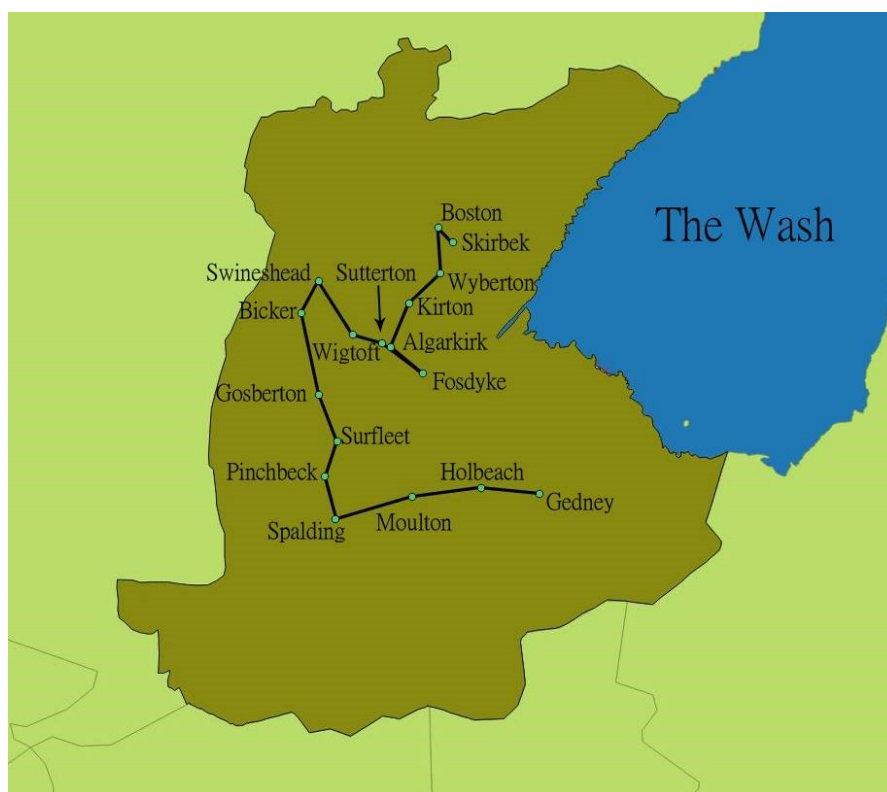 Boston
The Wash
Skirbek
Swineshead
Sutterton
Wyberton
Bicker
Kirton
Wigtoft
Algarkirk
Fosdyke
Gosberton
Surfleet
Pinchbeck
Holbeach
Gedney
Spalding
Moulton